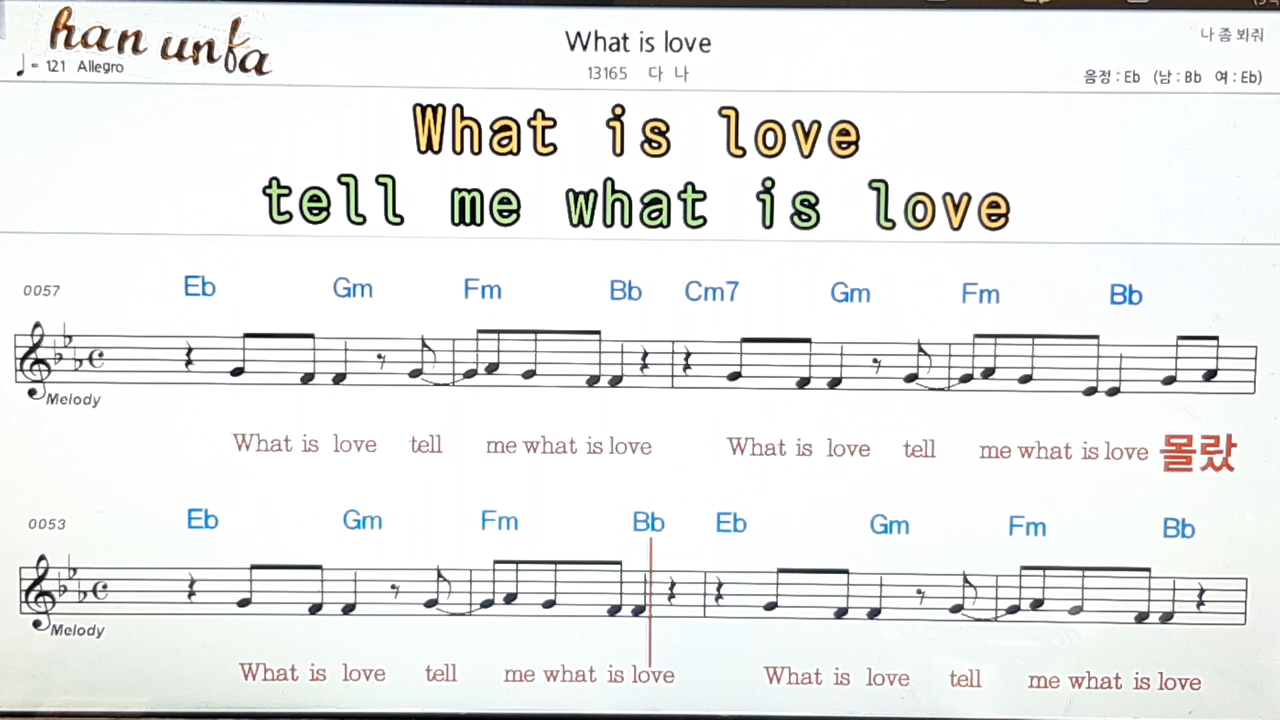 han unfa
♩= 121 Allegro
What is love
13165 다 나
나 좀 봐줘
음정 : Eb (남 : Bb 여 : Eb)
What is love
tell me what is love
0057 Eb Gm Fm Bb Cm7 Gm Fm Bb
Melody
What is love tell me what is love What is love tell me what is love 몰랐
0053 Eb Gm Fm Bb Eb Gm Fm Bb
Melody
What is love tell me what is love What is love tell me what is love